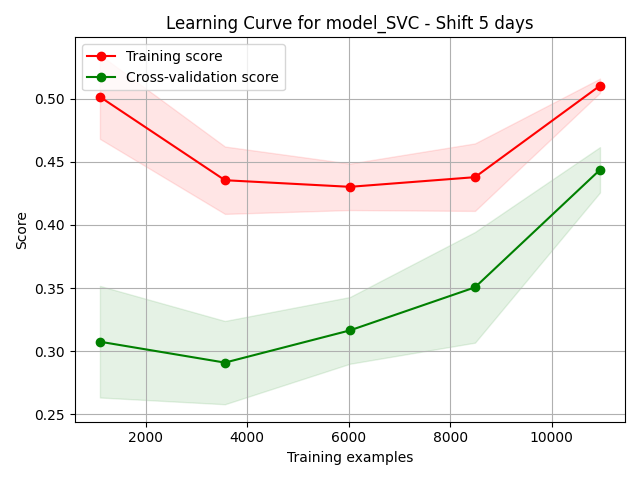 Learning Curve for model_SVC - Shift 5 days
Training score
Cross-validation score
0.50
0.45
0.40
0.35
0.30
0.25
Score
2000 4000 6000 8000 10000
Training examples